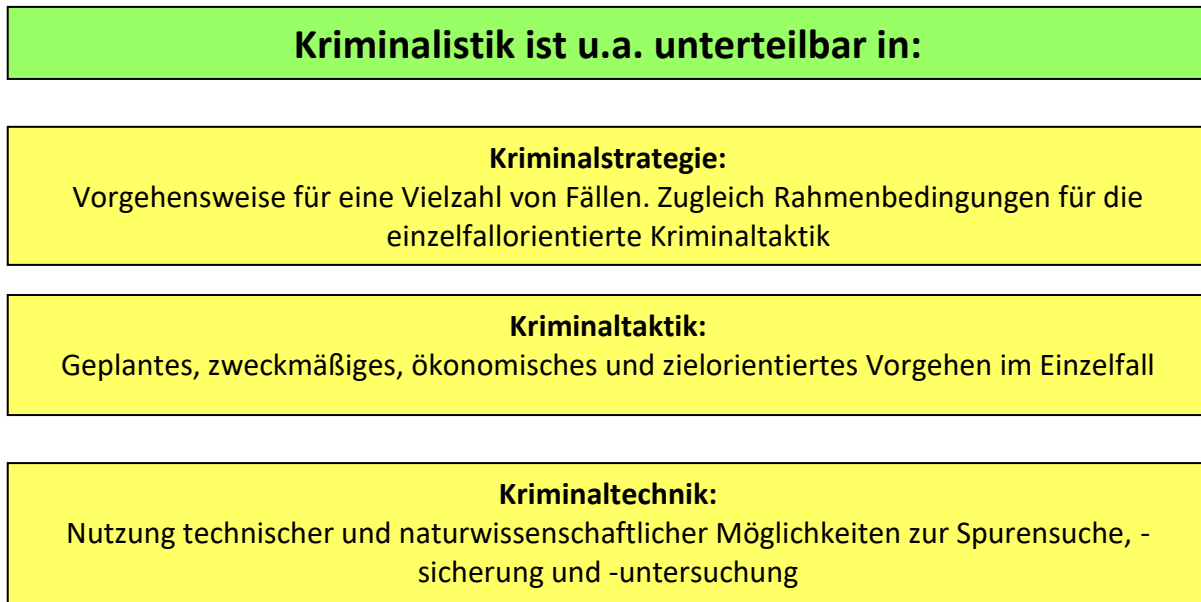 Kriminalistik ist u.a. unterteilbar in:
Kriminalstrategie:
Vorgehensweise für eine Vielzahl von Fällen. Zugleich Rahmenbedingungen für die
einzelfallorientierte Kriminaltaktik
Kriminaltaktik:
Geplantes, zweckmäßiges, ökonomisches und zielorientiertes Vorgehen im Einzelfall
Kriminaltechnik:
Nutzung technischer und naturwissenschaftlicher Möglichkeiten zur Spurensuche, -
sicherung und -untersuchung